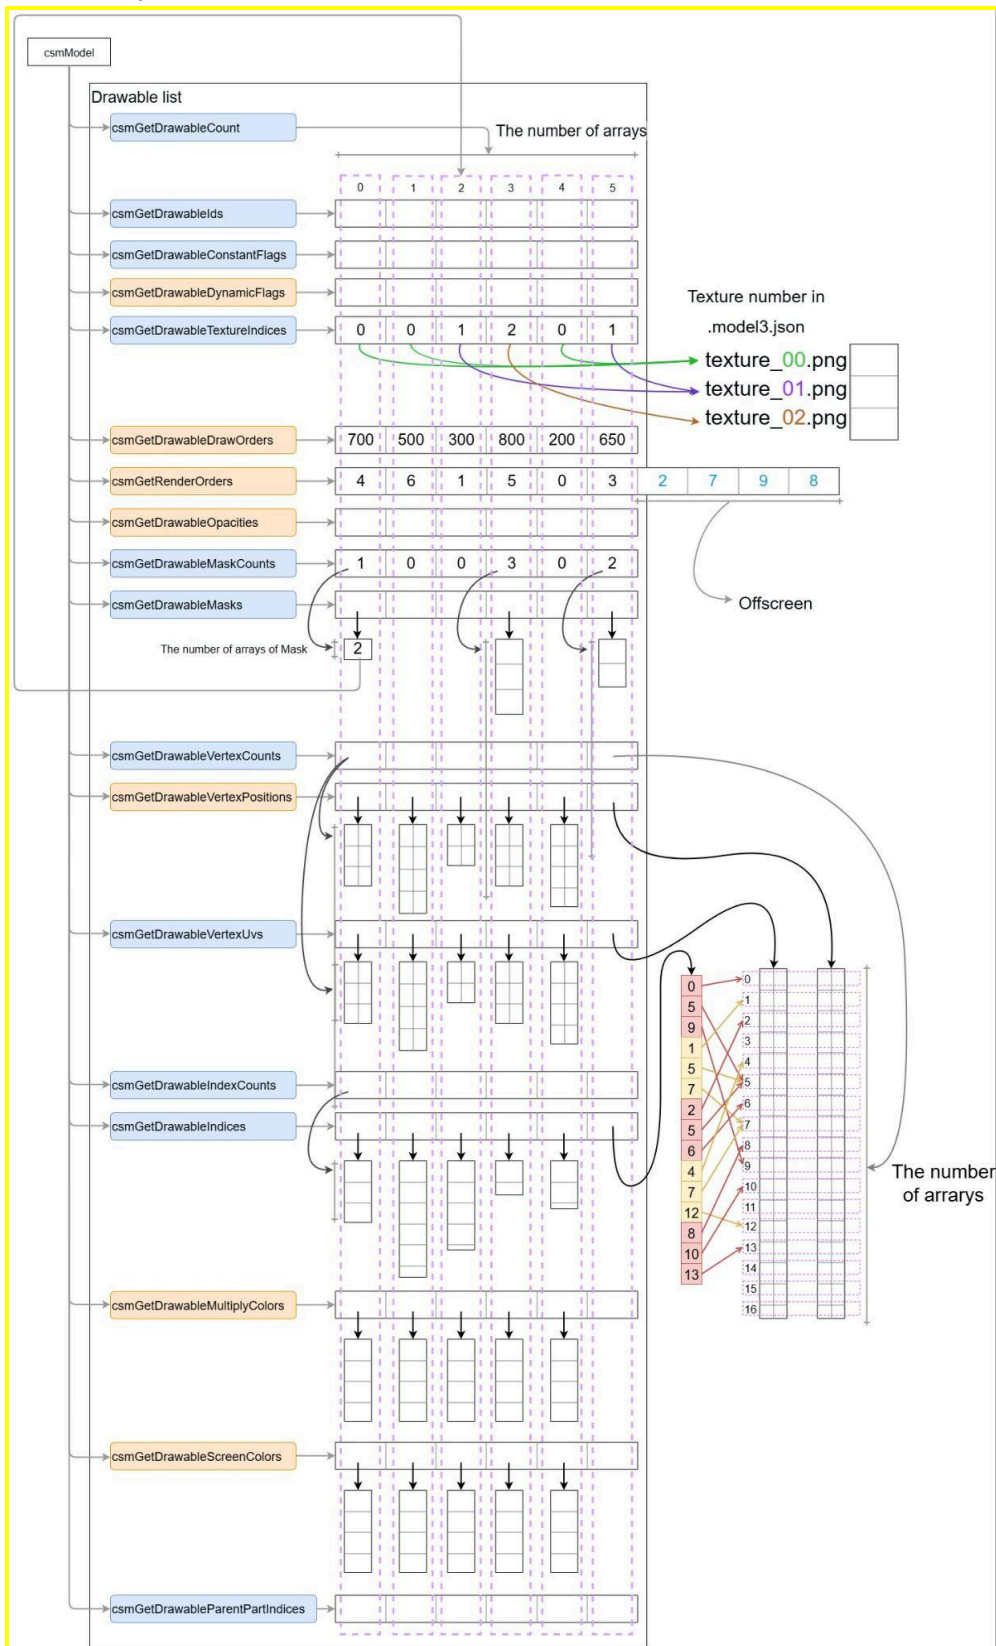 csmModel
Drawable list
csmGetDrawableCount
The number of arrays
0 1 2 3 4 5
csmGetDrawableIds
csmGetDrawableConstantFlags
csmGetDrawableDynamicFlags
Texture number in
.model3.json
csmGetDrawableTextureIndices 0 0 1 2 0 1
texture_00.png
texture_01.png
texture_02.png
csmGetDrawableDrawOrders 700 500 300 800 200 650
csmGetRenderOrders 4 6 1 5 0 3 2 7 9 8
csmGetDrawableOpacities
csmGetDrawableMaskCounts 1 0 0 3 0 2
csmGetDrawableMasks
Offscreen
The number of arrays of Mask 2
csmGetDrawableVertexCounts
csmGetDrawableVertexPositions
csmGetDrawableVertexUvs
csmGetDrawableIndexCounts
csmGetDrawableIndices
0
5
9
1
5
7
2
5
6
4
7
12
8
10
13
0
1
2
3
4
5
6
7
8
9
10
11
12
13
14
15
16
The number
of arrarys
csmGetDrawableMultiplyColors
csmGetDrawableScreenColors
csmGetDrawableParentPartIndices